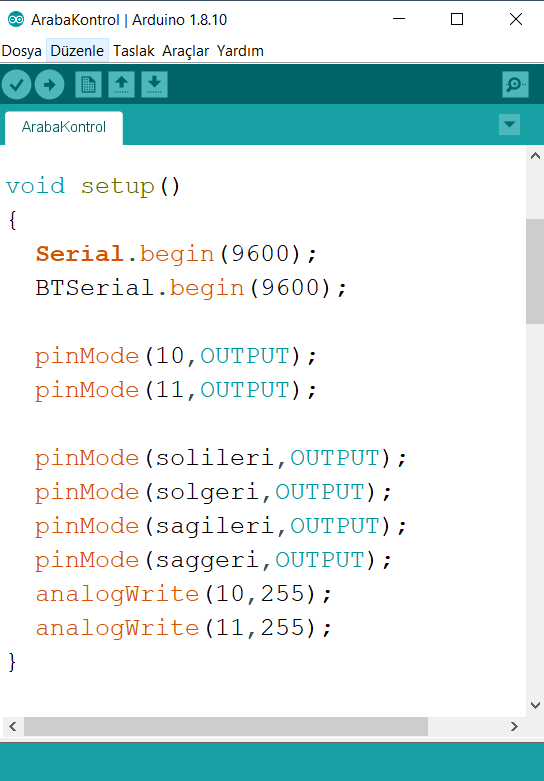 ArabaKontrol | Arduino 1.8.10
Dosya Düzenle Taslak Araçlar Yardım
ArabaKontrol
void setup()
{
Serial.begin(9600);
BTSerial.begin(9600);
pinMode(10,OUTPUT);
pinMode(11,OUTPUT);
pinMode(solileri,OUTPUT);
pinMode(solgeri,OUTPUT);
pinMode(sagileri,OUTPUT);
pinMode(saggeri,OUTPUT);
analogWrite(10,255);
analogWrite(11,255);
}